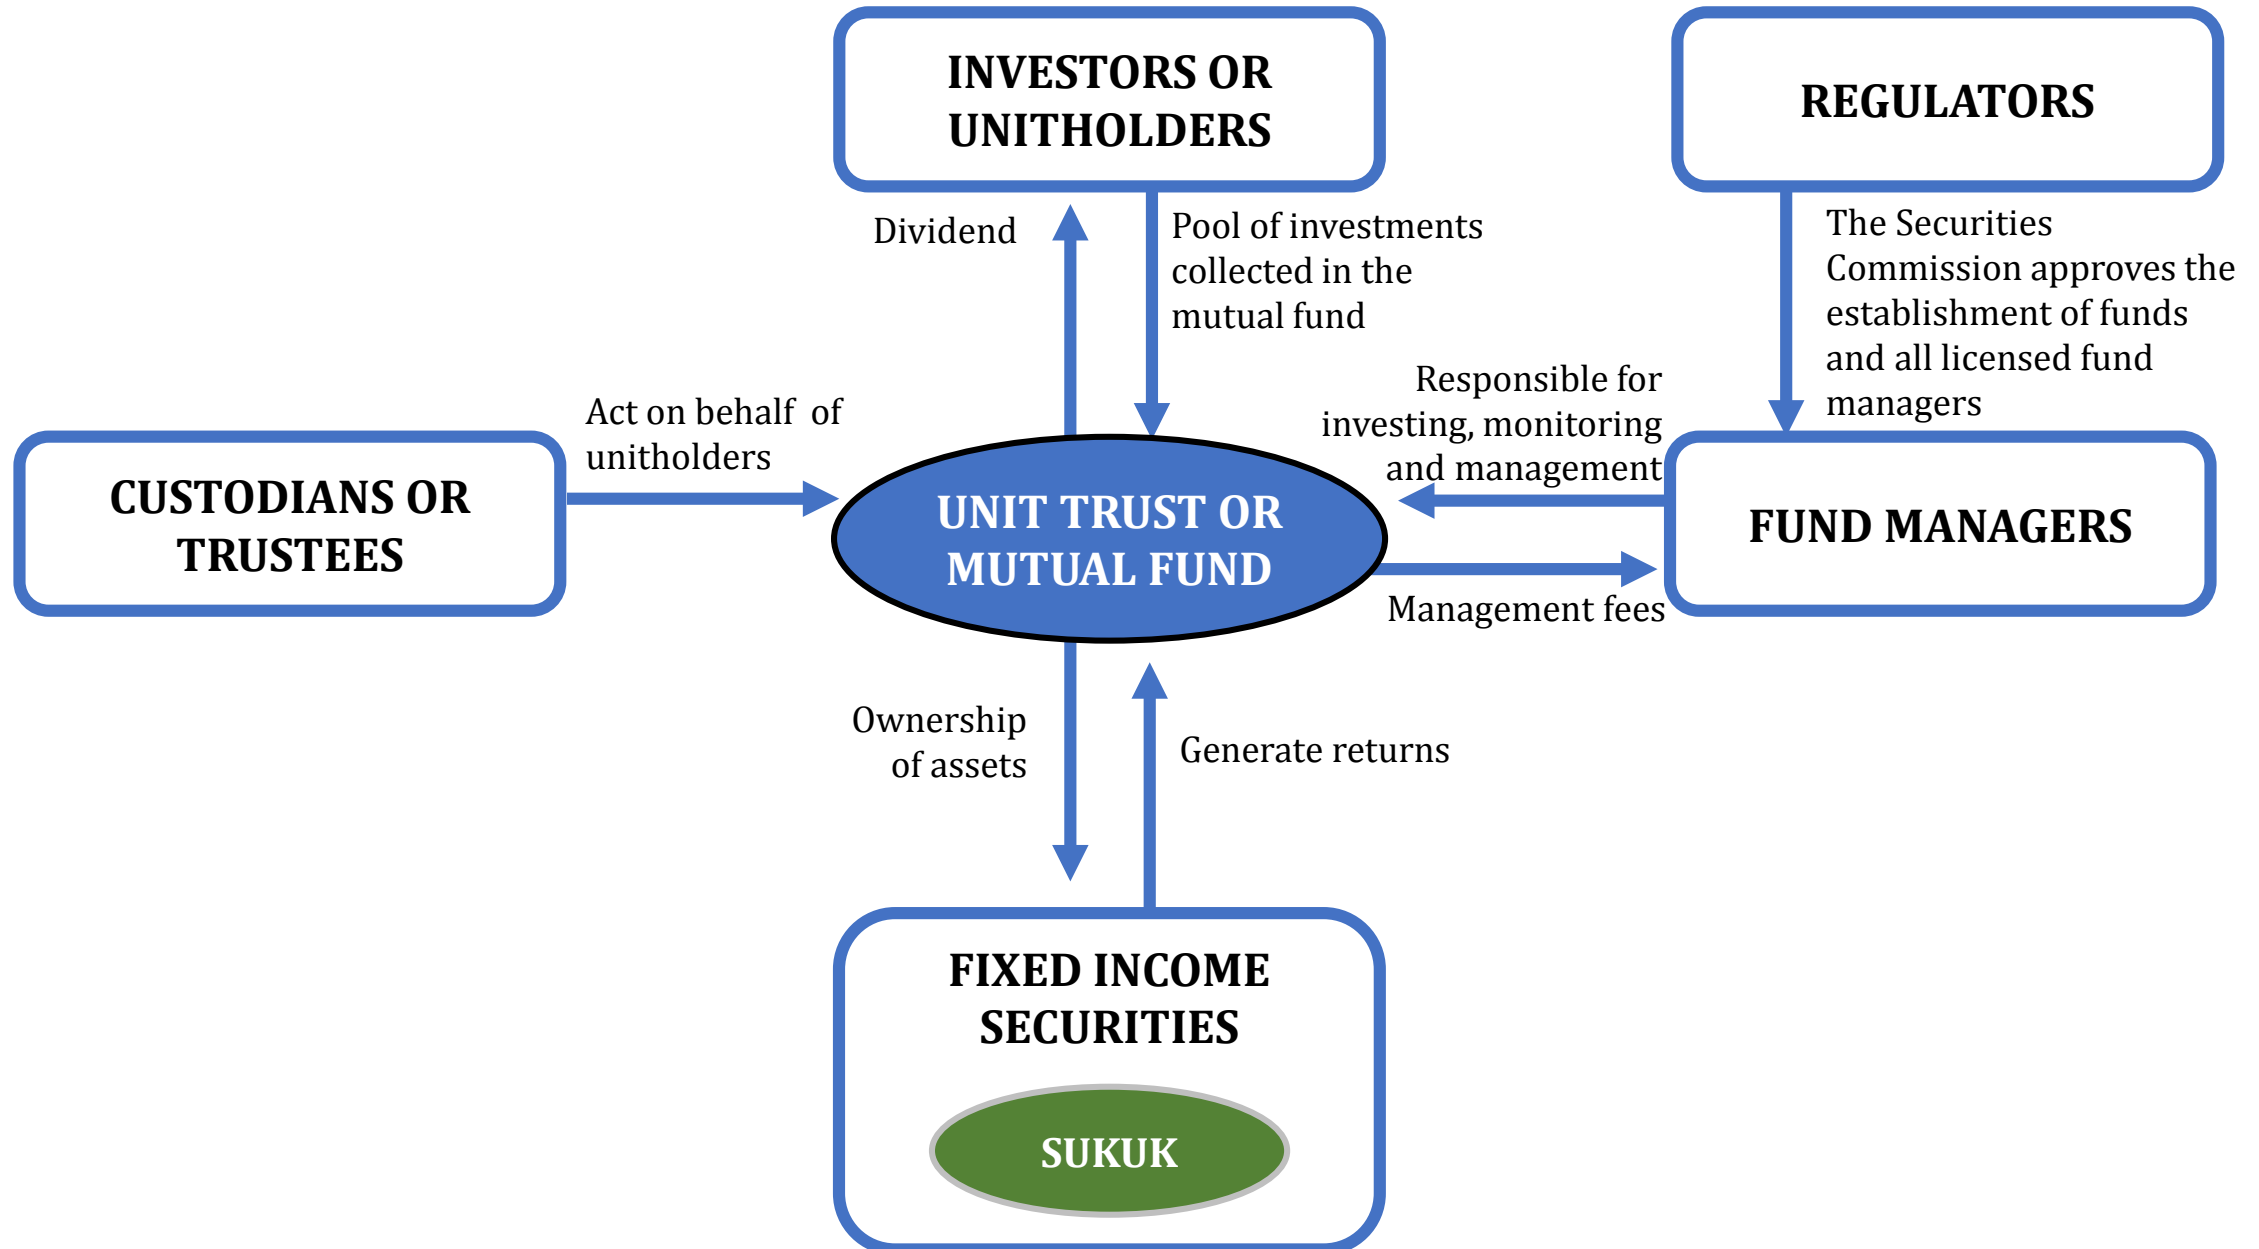 INVESTORS OR
UNITHOLDERS
REGULATORS
Dividend
Pool of investments
collected in the
mutual fund
The Securities
Commission approves the
establishment of funds
and all licensed fund
managers
Responsible for
investing, monitoring
and management
Act on behalf  of
unitholders
CUSTODIANS OR
TRUSTEES
UNIT TRUST OR
MUTUAL FUND
FUND MANAGERS
Management fees
Ownership
of assets
Generate returns
FIXED INCOME
SECURITIES
SUKUK